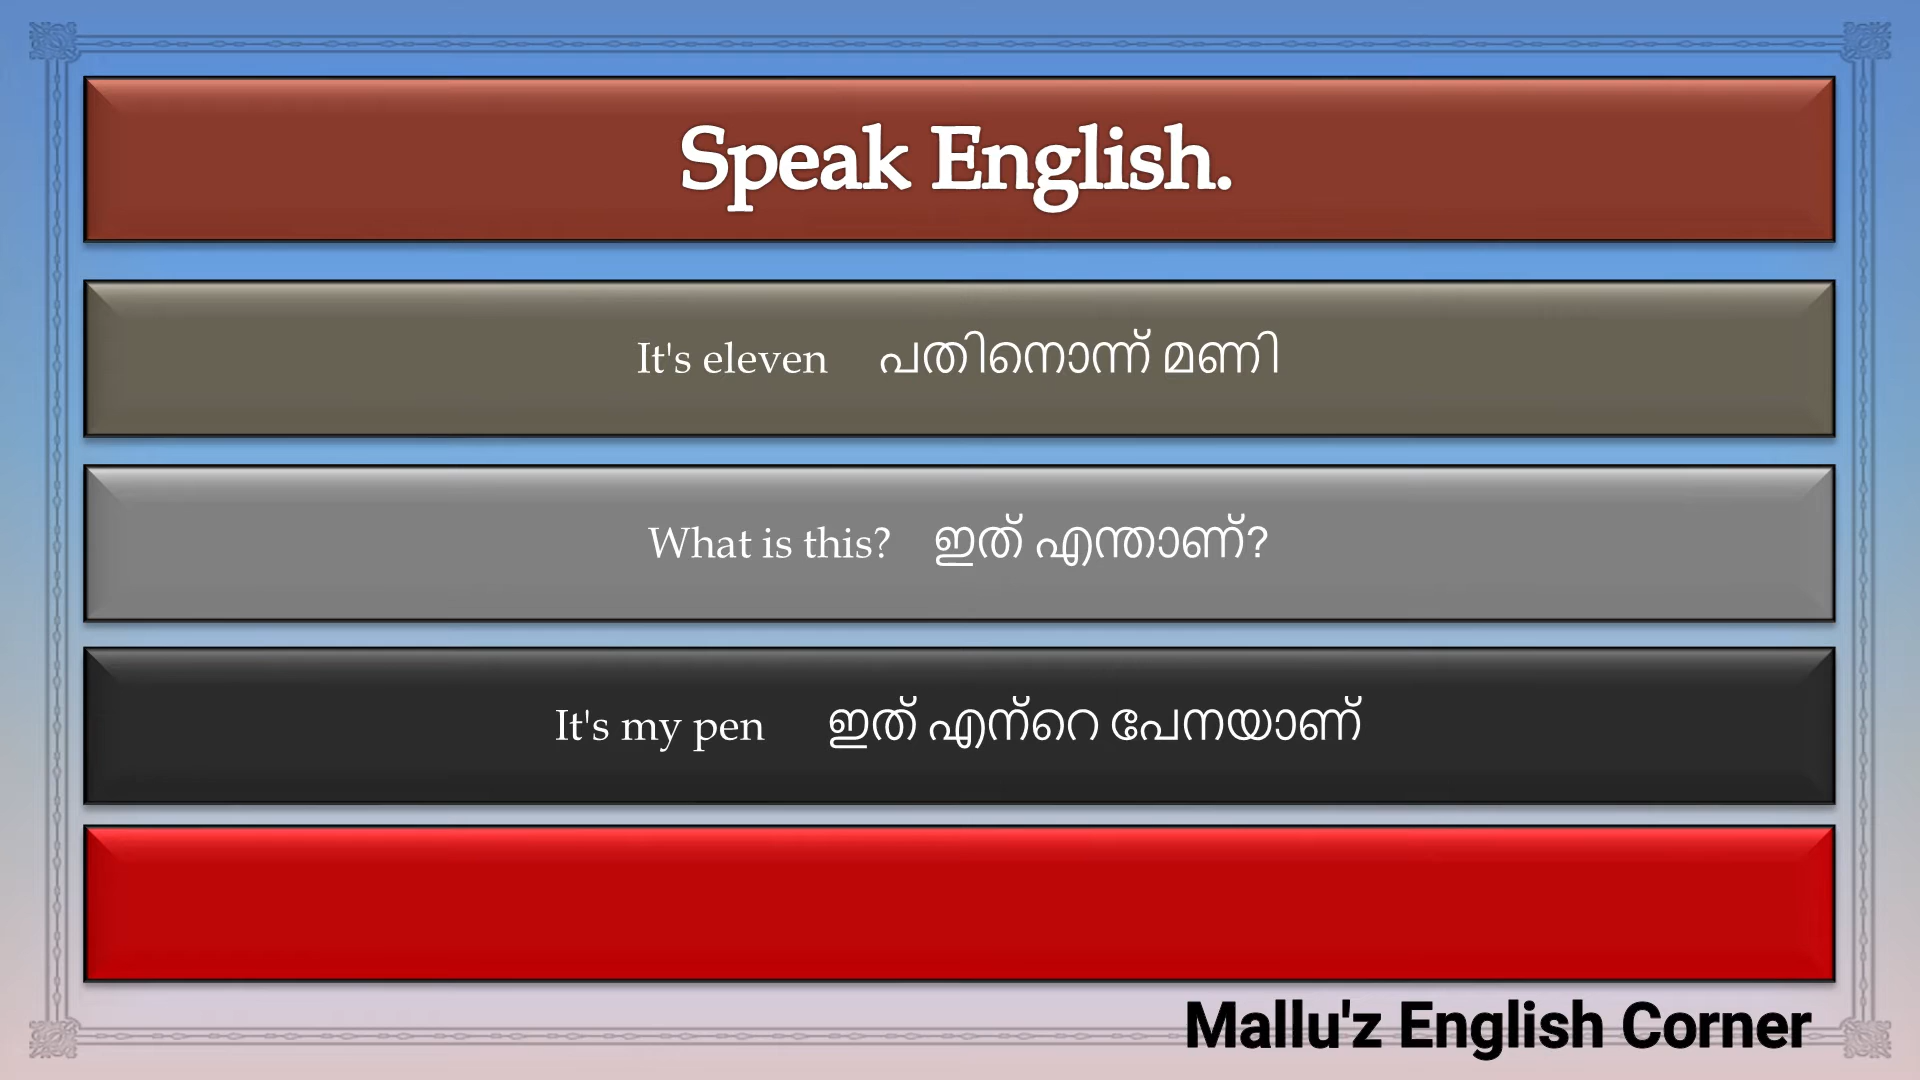 Speak English.
It's eleven പതിനൊന്ന് മണി
What is this? ഇത് എന്താണ്?
It's my pen ഇത് എന്റെ പേനയാണ്
Mallu'z English Corner